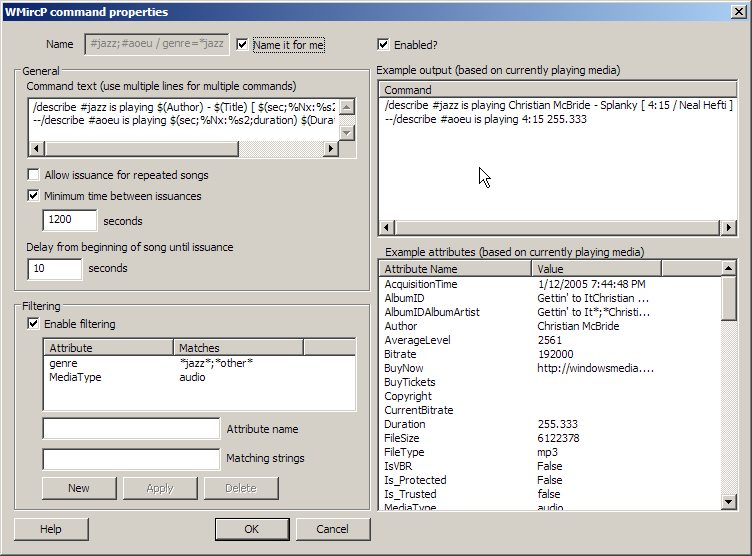 WMircP command properties
Name #jazz;#aoeu / genre=*jazz Name it for me Enabled?
General
Command text (use multiple lines for multiple commands)
/describe #jazz is playing $(Author) - $(Title) [ $(sec;%Nx:%s2
--/describe #aoeu is playing $(sec;%Nx:%s2;duration) $(Durat
Allow issuance for repeated songs
Minimum time between issuances
1200 seconds
Delay from beginning of song until issuance
10 seconds
Filtering
Enable filtering
Attribute Matches
genre *jazz*;*other*
MediaType audio
Attribute name
Matching strings
New Apply Delete
Example output (based on currently playing media)
Command
/describe #jazz is playing Christian McBride - Splanky [ 4:15 / Neal Hefti ]
--/describe #aoeu is playing 4:15 255.333
Example attributes (based on currently playing media)
Attribute Name Value
AcquisitionTime 1/12/2005 7:44:48 PM
AlbumID Gettin' to ItChristian ...
AlbumIDAlbumArtist Gettin' to It*;*Christi...
Author Christian McBride
AverageLevel 2561
Bitrate 192000
BuyNow http://windowsmedia....
BuyTickets
Copyright
CurrentBitrate
Duration 255.333
FileSize 6122378
FileType mp3
IsVBR False
Is_Protected False
Is_Trusted false
MediaType audio
Help OK Cancel